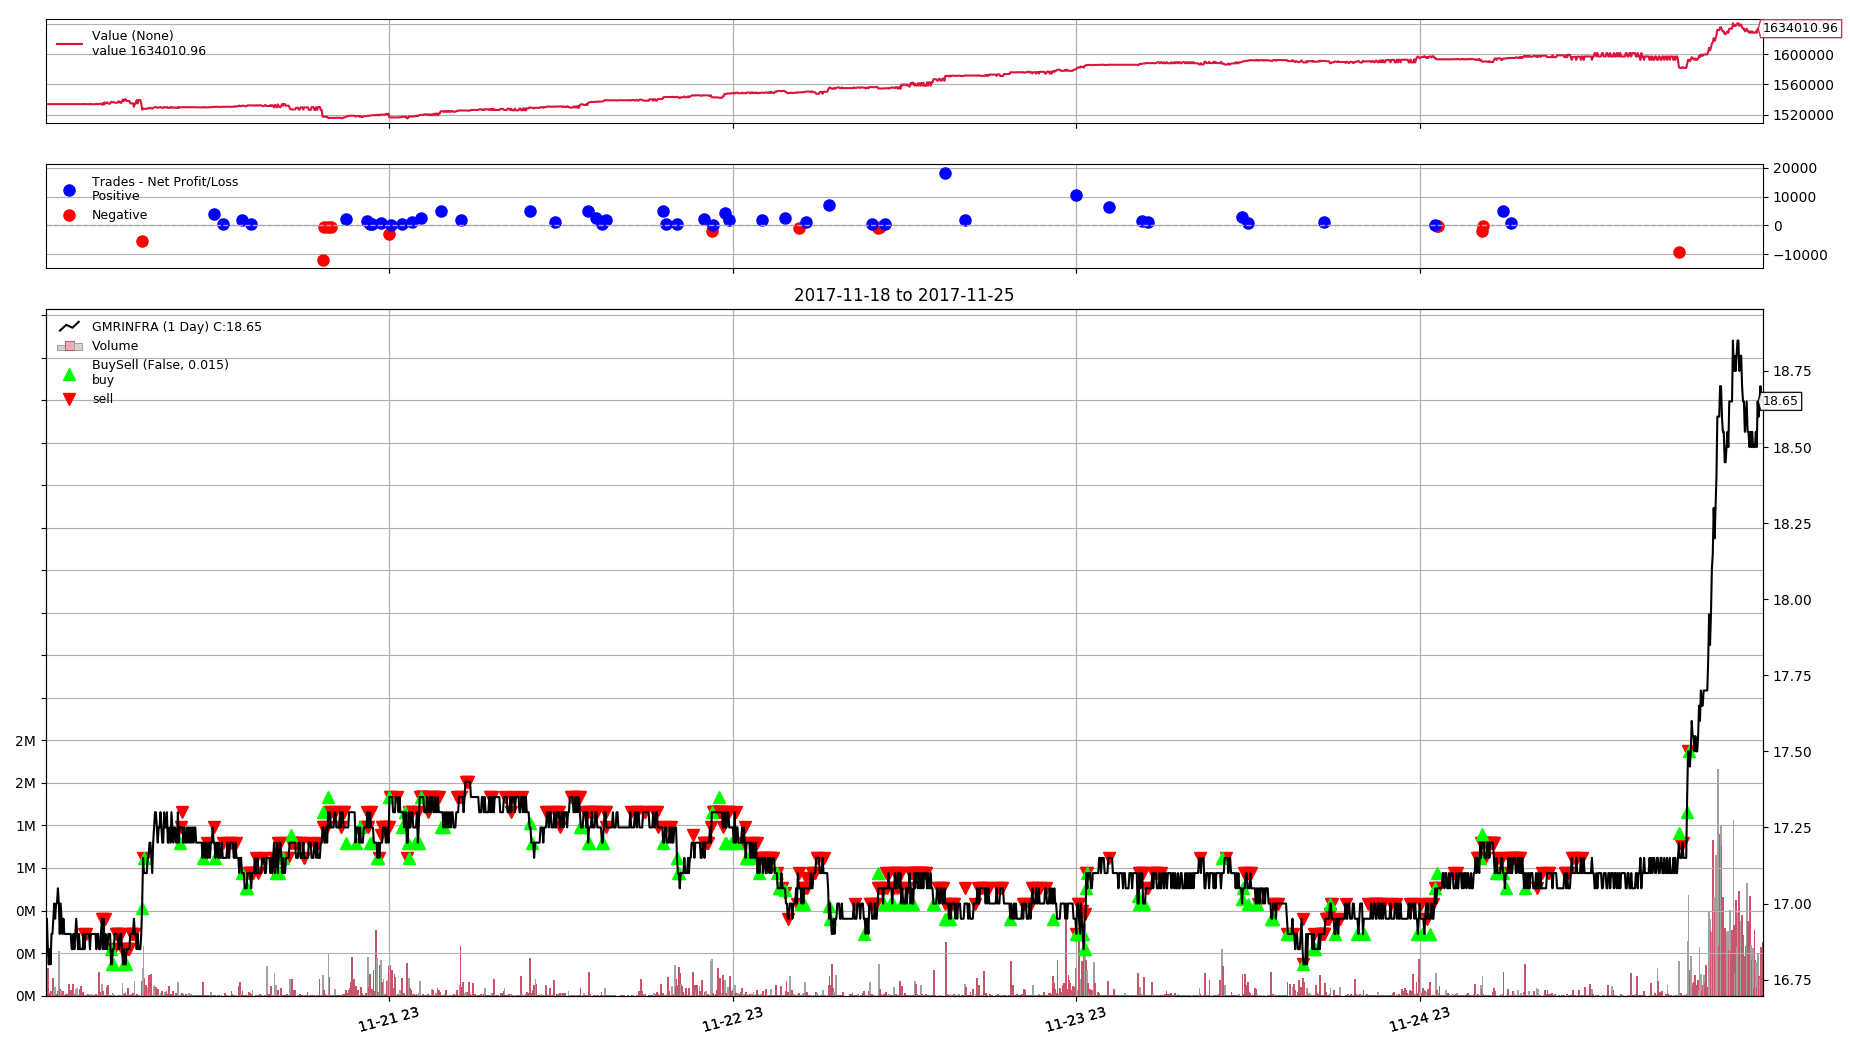 Value (None)
value 1634010.96
1634010.96
1600000
1560000
1520000
Trades - Net Profit/Loss
Positive
Negative
20000
10000
0
−10000
2017-11-18 to 2017-11-25
GMRINFRA (1 Day) C:18.65
Volume
BuySell (False, 0.015)
buy
sell
18.75
18.65
18.50
18.25
18.00
17.75
17.50
17.25
17.00
16.75
2M
2M
1M
1M
0M
0M
0M
11-21 23
11-22 23
11-23 23
11-24 23